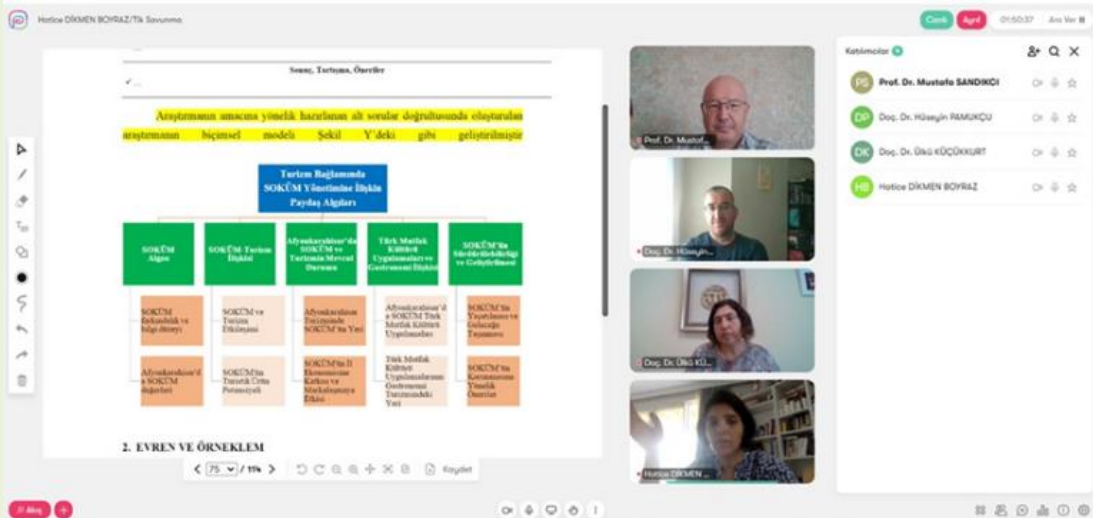 Hatice DİKMEN BOYRAZ/Tik Savunma
Canlı
Ayrıl
01:50:37
Ara Ver
Sonuç, Tartışma, Öneriler
✓ ...
Araştırmanın amacına yönelik hazırlanan alt sorular doğrultusunda oluşturulan
araştırmanın biçimsel modeli Şekil Y'deki gibi geliştirilmiştir
Turizm Bağlamında
SOKÜM Yönetimine İlişkin
Paydaş Algıları
SOKÜM
Algısı
SOKÜM-Turizm
İlişkisi
Afyonkarahisar'da
SOKÜM ve
Turizmin Mevcut
Durumu
Türk Mutfak
Kültürü
Uygulamaları ve
Gastronomi İlişkisi
SOKÜM'ün
Sürdürülebilirliği
ve Geliştirilmesi
SOKÜM
farkındalık ve
bilgi düzeyi
SOKÜM ve
Turizm
Etkileşimi
Afyonkarahisar
Turizminde
SOKÜM'ün Yeri
Afyonkarahisar'd
a SOKÜM Türk
Mutfak Kültürü
Uygulamaları
SOKÜM'ün
Yaşatılması ve
Geleceğe
Taşınması
Afyonkarahisar'd
a SOKÜM
değerleri
SOKÜM'ün
Turistik Ürün
Potansiyeli
SOKÜM'ün İl
Ekonomisine
Katkısı ve
Markalaşmaya
Etkisi
Türk Mutfak
Kültürü
Uygulamalarının
Gastronomi
Turizmindeki
Yeri
SOKÜM'ün
Korunmasına
Yönelik
Öneriler
2. EVREN VE ÖRNEKLEM
75 / 114
Kaydet
Prof. Dr. Mustaf...
Doç. Dr. Hüseyin...
Doç. Dr. Ülkü KÜ...
Hatice DİKMEN ...
Katılımcılar
PS Prof. Dr. Mustafa SANDIKCI
DP Doç. Dr. Hüseyin PAMUKÇU
DK Doç. Dr. Ülkü KÜÇÜKKURT
HB Hatice DİKMEN BOYRAZ
Akış